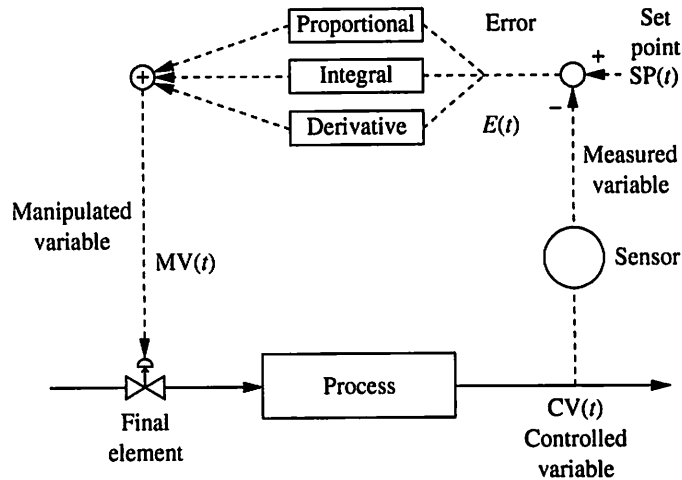 Proportional
Error
Set
point
SP(t)
+
Integral
+
−
Derivative
E(t)
Measured
variable
Manipulated
variable
MV(t)
Sensor
Process
Final
element
CV(t)
Controlled
variable